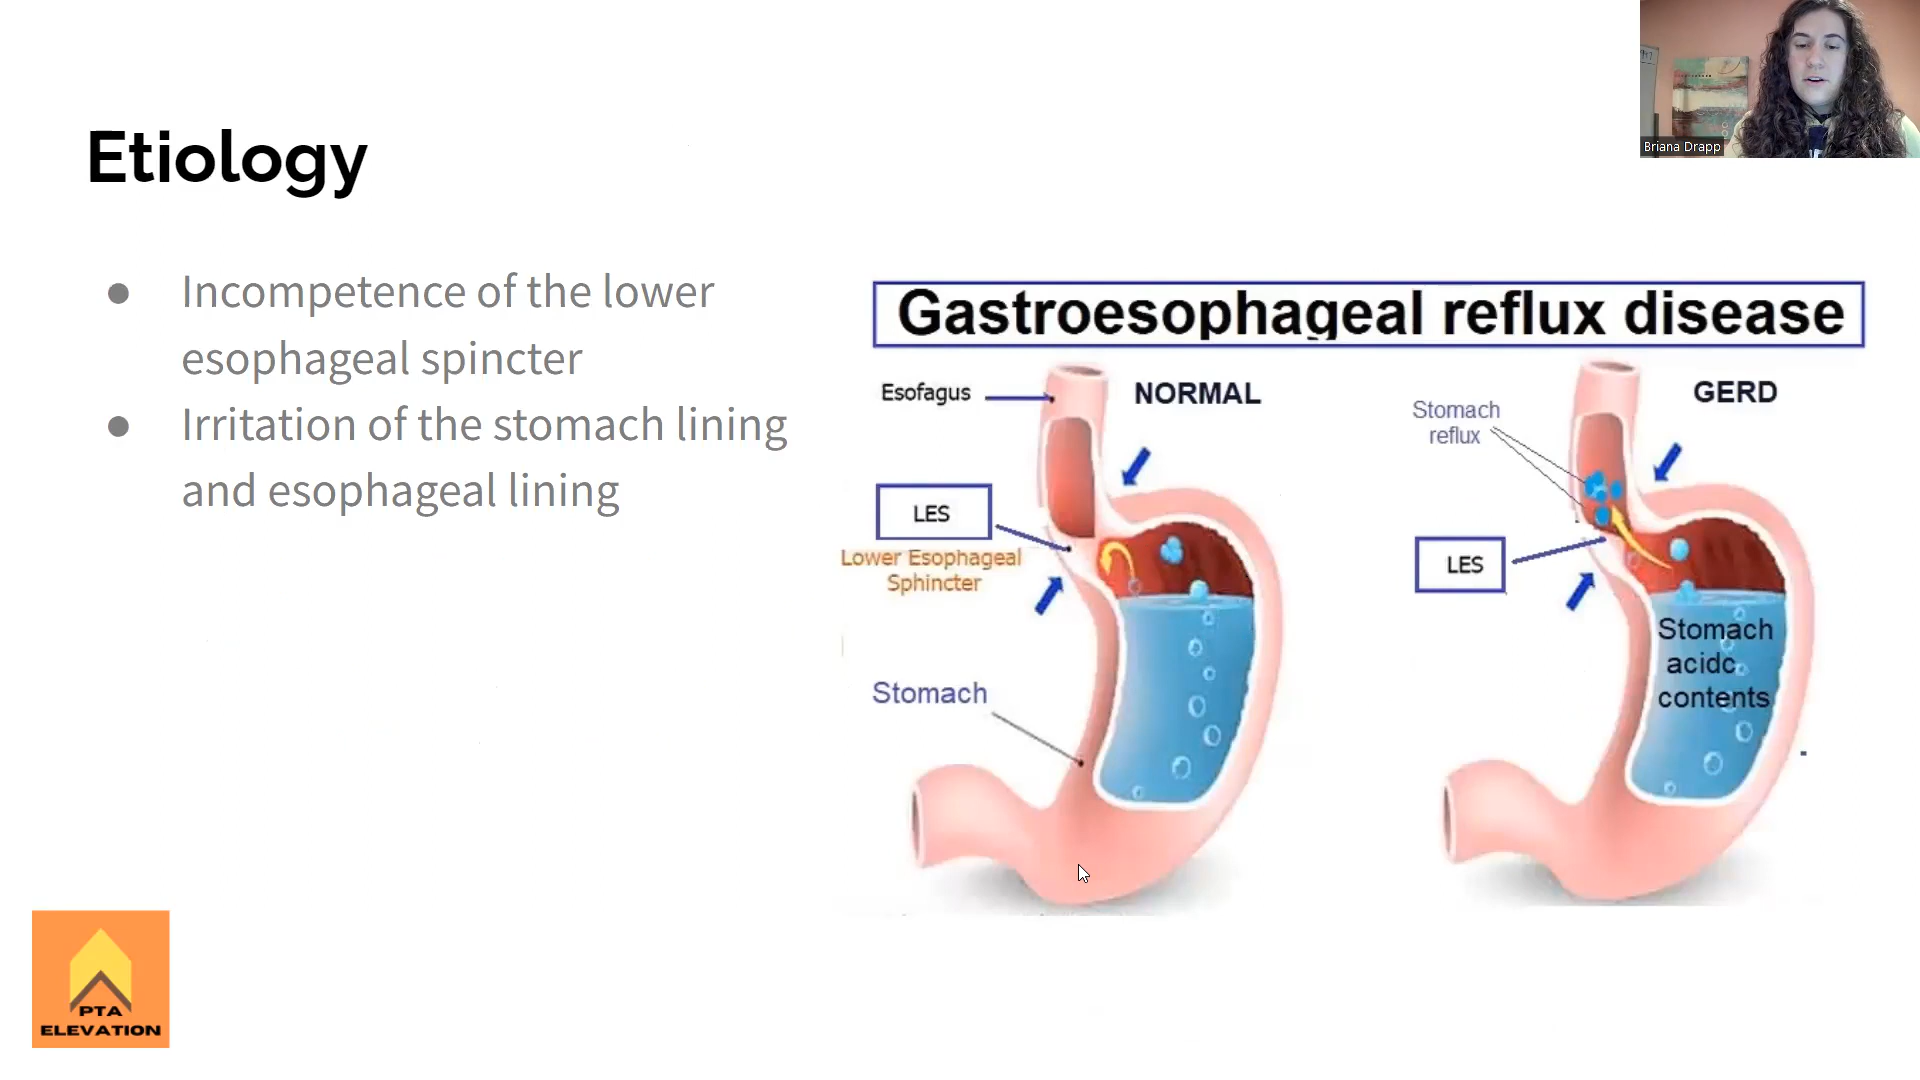 Briana Drapp
Etiology
● Incompetence of the lower
esophageal spincter
● Irritation of the stomach lining
and esophageal lining
Gastroesophageal reflux disease
Esofagus
NORMAL
LES
Lower Esophageal
Sphincter
Stomach
GERD
Stomach
reflux
LES
Stomach
acidc
contents
PTA
ELEVATION